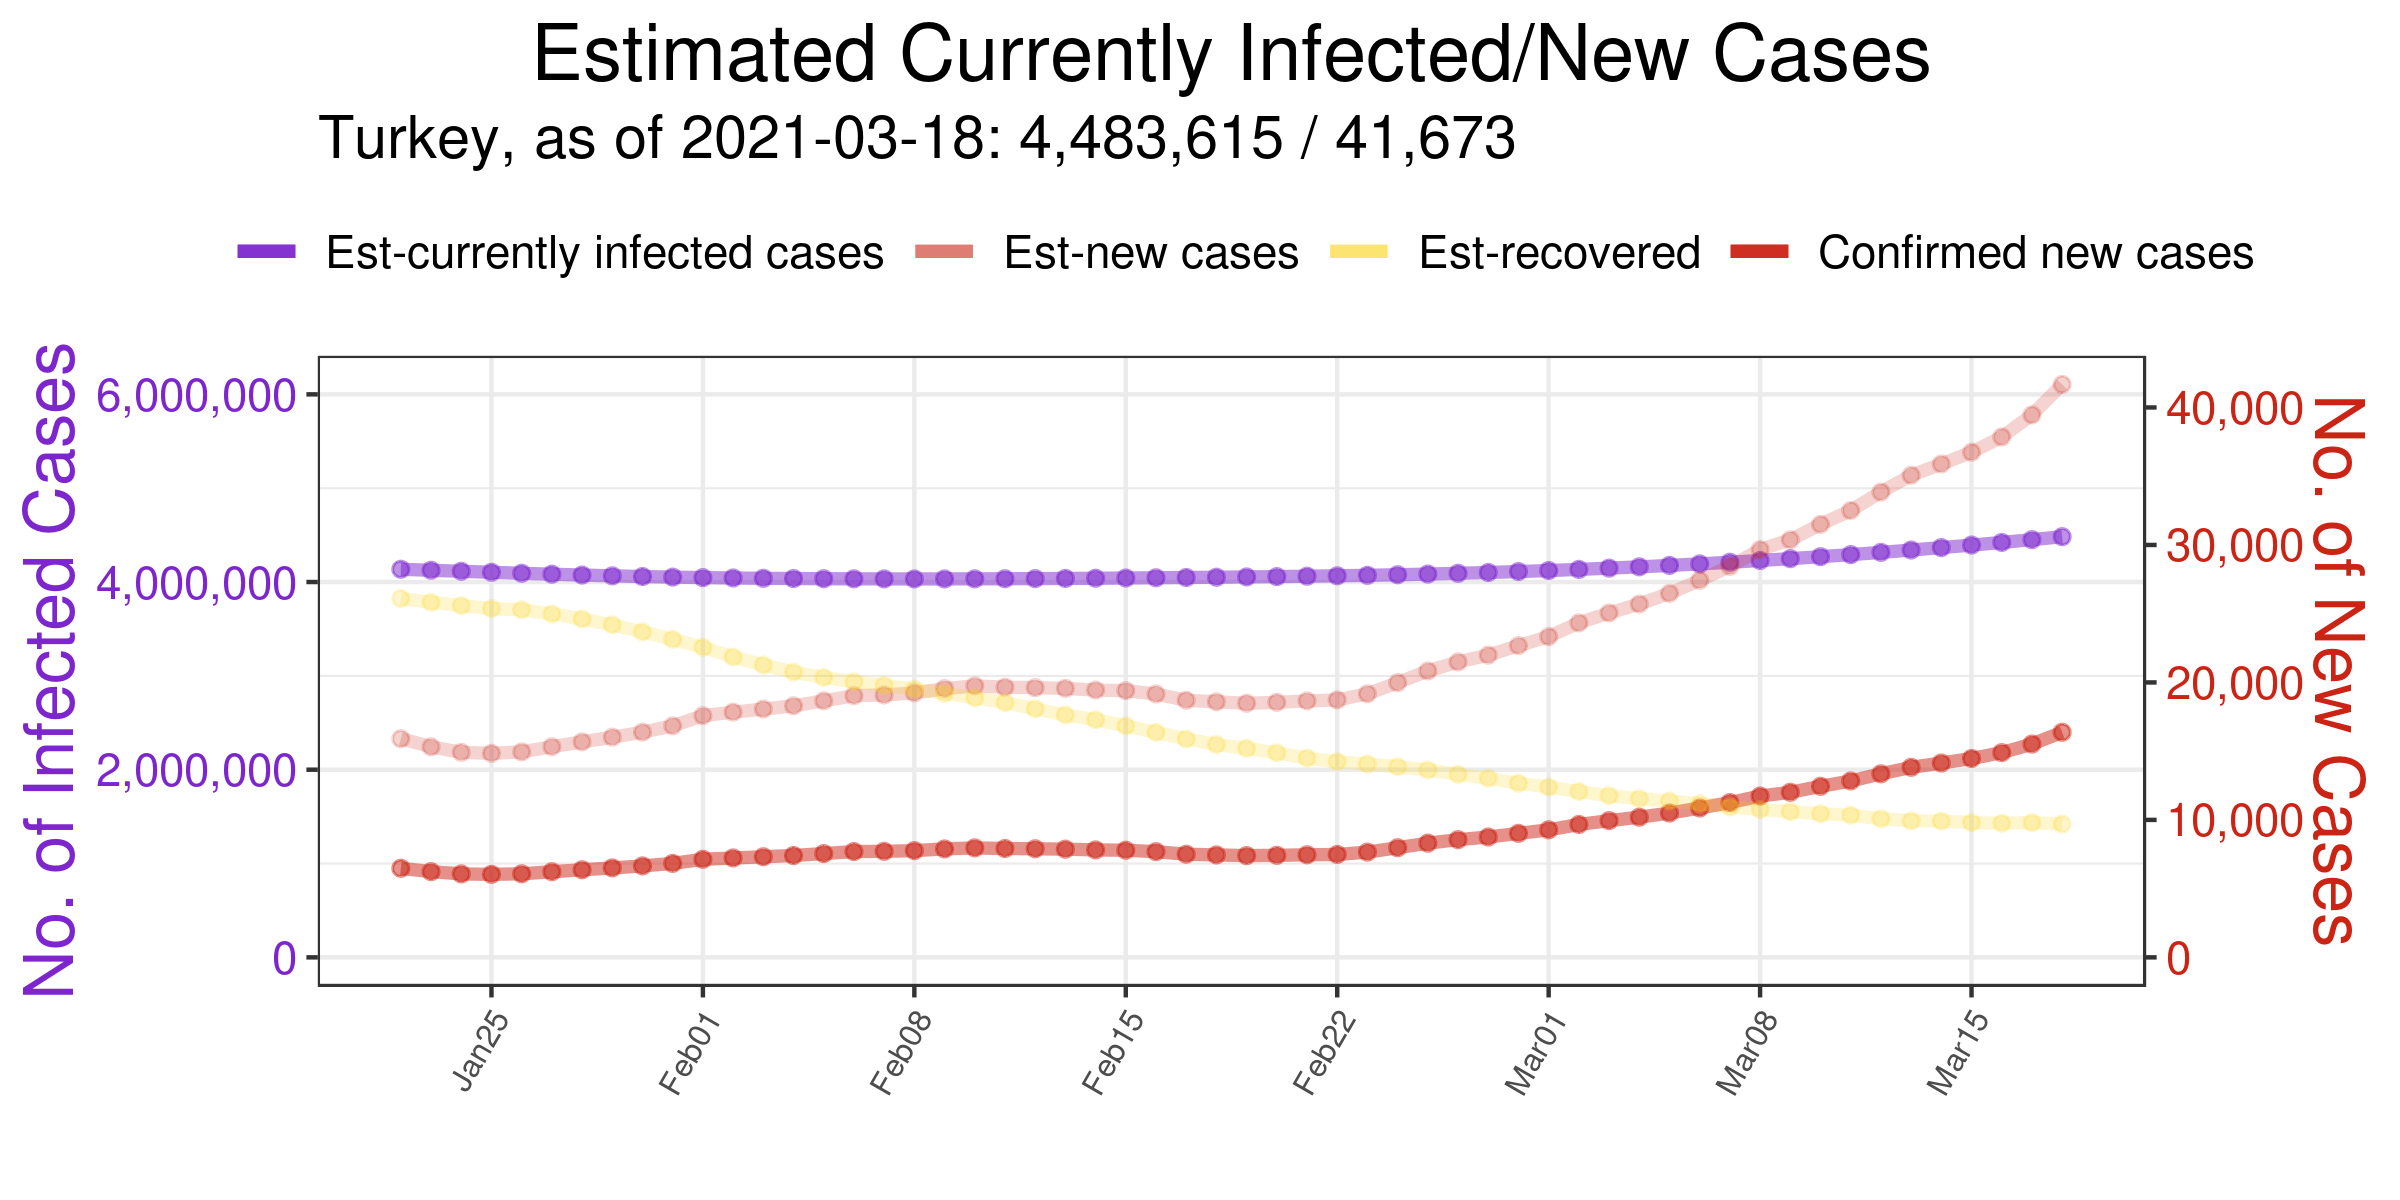 Estimated Currently Infected/New Cases
Turkey, as of 2021-03-18: 4,483,615 / 41,673
Est-currently infected cases Est-new cases Est-recovered Confirmed new cases
No. of Infected Cases
6,000,000
4,000,000
2,000,000
0
40,000
30,000
20,000
10,000
0
No. of New Cases
Jan25 Feb01 Feb08 Feb15 Feb22 Mar01 Mar08 Mar15